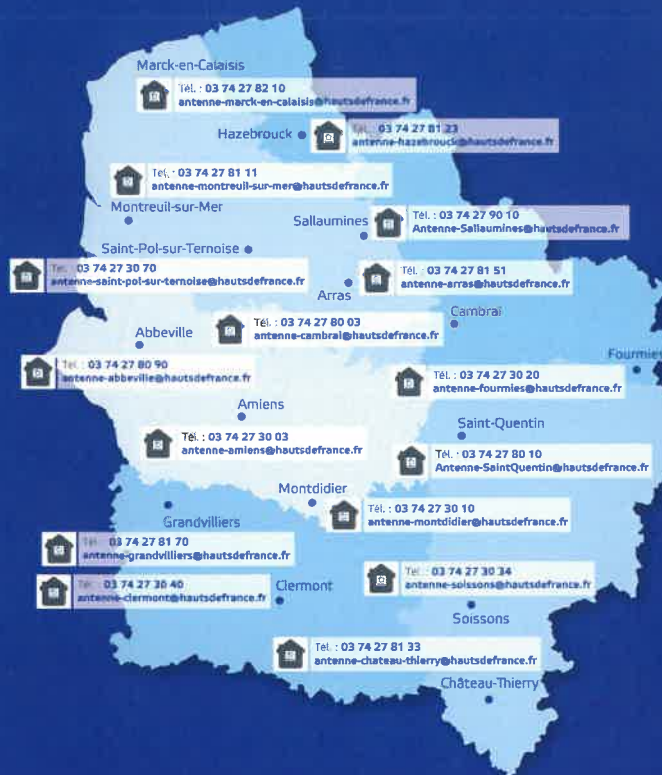 Marck-en-Calaisis
Tél. : 03 74 27 82 10
antenne-marck-en-calaisis@hautsdefrance.fr
Hazebrouck
Tél. : 03 74 27 81 23
antenne-hazebrouck@hautsdefrance.fr
Tél. : 03 74 27 81 11
antenne-montreuil-sur-mer@hautsdefrance.fr
Montreuil-sur-Mer
Sallaumines
Tél. : 03 74 27 90 10
Antenne-Sallaumines@hautsdefrance.fr
Saint-Pol-sur-Ternoise
Tél. : 03 74 27 30 70
antenne-saint-pol-sur-ternoise@hautsdefrance.fr
Arras
Tél. : 03 74 27 81 51
antenne-arras@hautsdefrance.fr
Cambrai
Tél. : 03 74 27 80 03
antenne-cambrai@hautsdefrance.fr
Abbeville
Tél. : 03 74 27 80 90
antenne-abbeville@hautsdefrance.fr
Fourmies
Tél. : 03 74 27 30 20
antenne-fourmies@hautsdefrance.fr
Amiens
Tél. : 03 74 27 30 03
antenne-amiens@hautsdefrance.fr
Saint-Quentin
Tél. : 03 74 27 80 10
Antenne-SaintQuentin@hautsdefrance.fr
Montdidier
Tél. : 03 74 27 30 10
antenne-montdidier@hautsdefrance.fr
Grandvilliers
Tél. : 03 74 27 81 70
antenne-grandvilliers@hautsdefrance.fr
Tél. : 03 74 27 30 40
antenne-clermont@hautsdefrance.fr
Clermont
Tél. : 03 74 27 30 34
antenne-soissons@hautsdefrance.fr
Soissons
Tél. : 03 74 27 81 33
antenne-chateau-thierry@hautsdefrance.fr
Château-Thierry